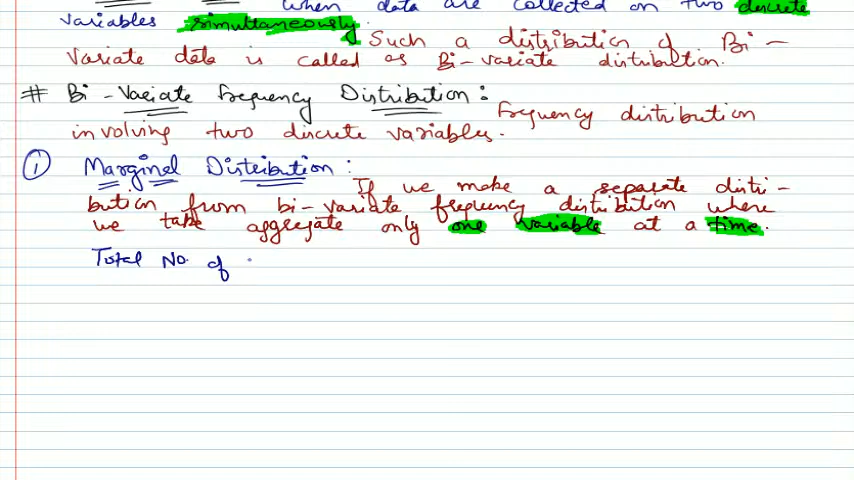 When data are collected on two discrete
variables simultaneously. Such a distribution of Bi-
Variate data is called as Bi-variate distribution.
# Bi-Variate Frequency Distribution: Frequency distribution
involving two discrete variables.
① Marginal Distribution:
If we make a separate distri-
bution from bi-variate frequency distribution where
we take aggregate only one variable at a time.
Total No. of